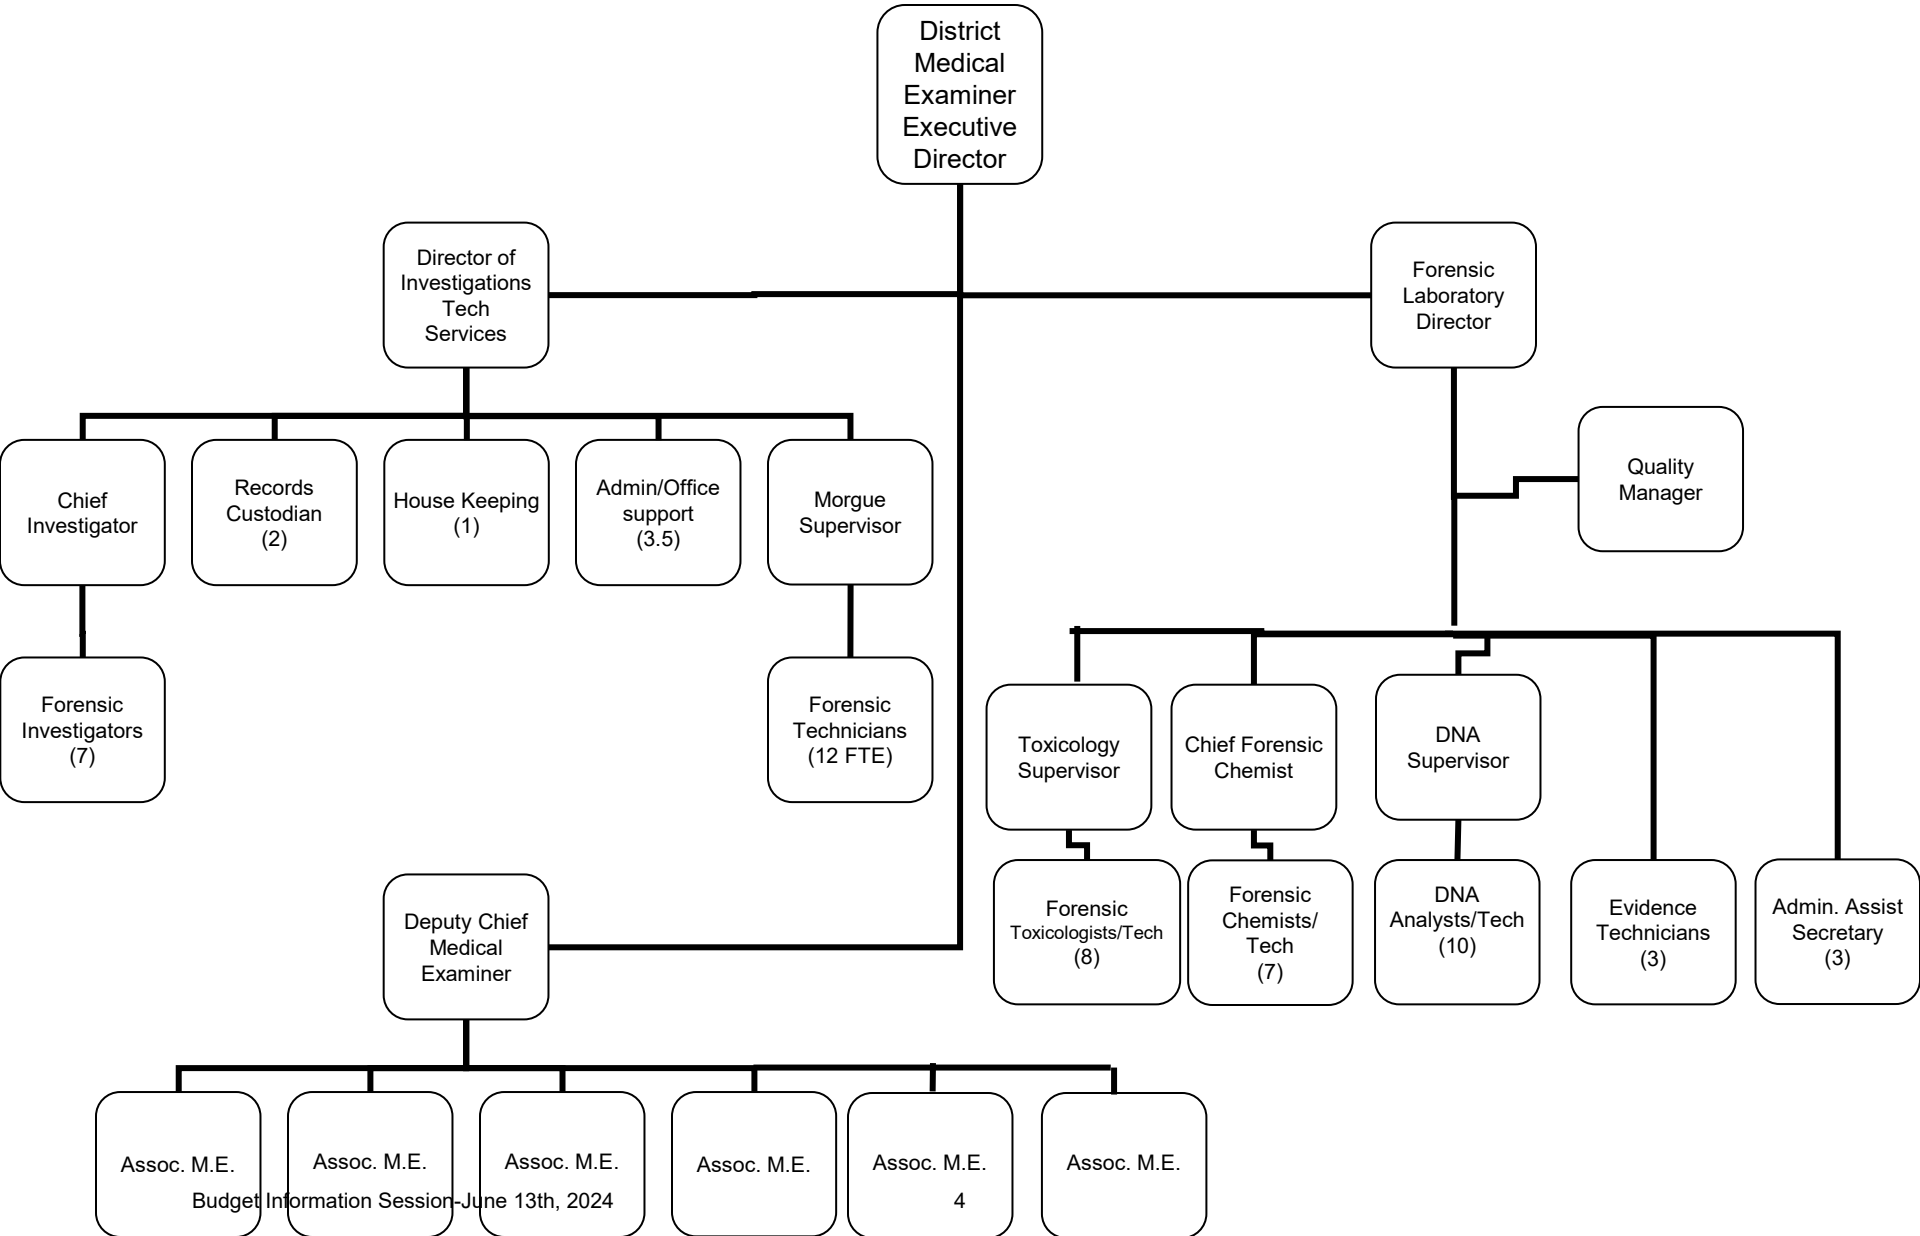 District
Medical
Examiner
Executive
Director
Director of
Investigations
Tech
Services
Forensic
Laboratory
Director
Quality
Manager
Chief
Investigator
Records
Custodian
(2)
House Keeping
(1)
Admin/Office
support
(3.5)
Morgue
Supervisor
Forensic
Investigators
(7)
Forensic
Technicians
(12 FTE)
Toxicology
Supervisor
Chief Forensic
Chemist
DNA
Supervisor
Forensic
Toxicologists/Tech
(8)
Forensic
Chemists/
Tech
(7)
DNA
Analysts/Tech
(10)
Evidence
Technicians
(3)
Admin. Assist
Secretary
(3)
Deputy Chief
Medical
Examiner
Assoc. M.E.
Assoc. M.E.
Assoc. M.E.
Assoc. M.E.
Assoc. M.E.
Assoc. M.E.
Budget Information Session-June 13th, 2024
4